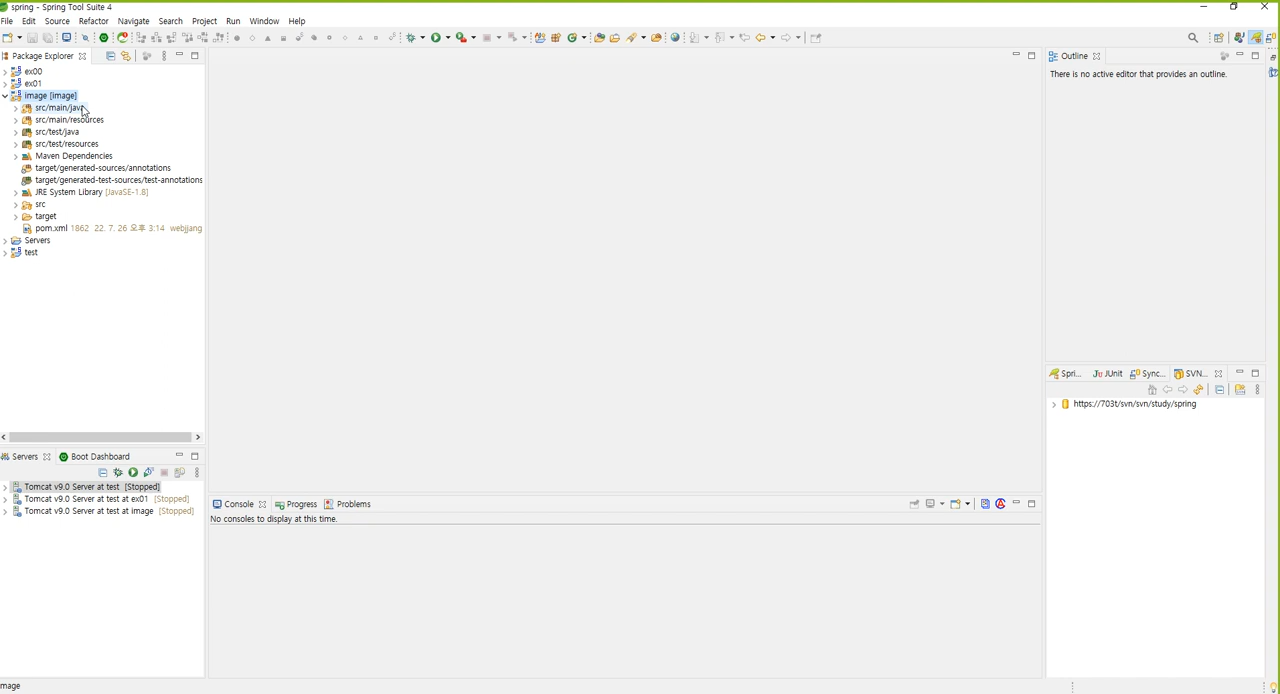 spring - Spring Tool Suite 4
File Edit Source Refactor Navigate Search Project Run Window Help
Package Explorer
ex00
ex01
image [image]
src/main/java
src/main/resources
src/test/java
src/test/resources
Maven Dependencies
target/generated-sources/annotations
target/generated-test-sources/test-annotations
JRE System Library [JavaSE-1.8]
src
target
pom.xml 1862 22. 7. 26 오후 3:14 webjjang
Servers
test
Servers Boot Dashboard
Tomcat v9.0 Server at test [Stopped]
Tomcat v9.0 Server at test at ex01 [Stopped]
Tomcat v9.0 Server at test at image [Stopped]
Console Progress Problems
No consoles to display at this time.
Outline
There is no active editor that provides an outline.
Spri... JUnit Sync... SVN...
https://703t/svn/svn/study/spring
mage